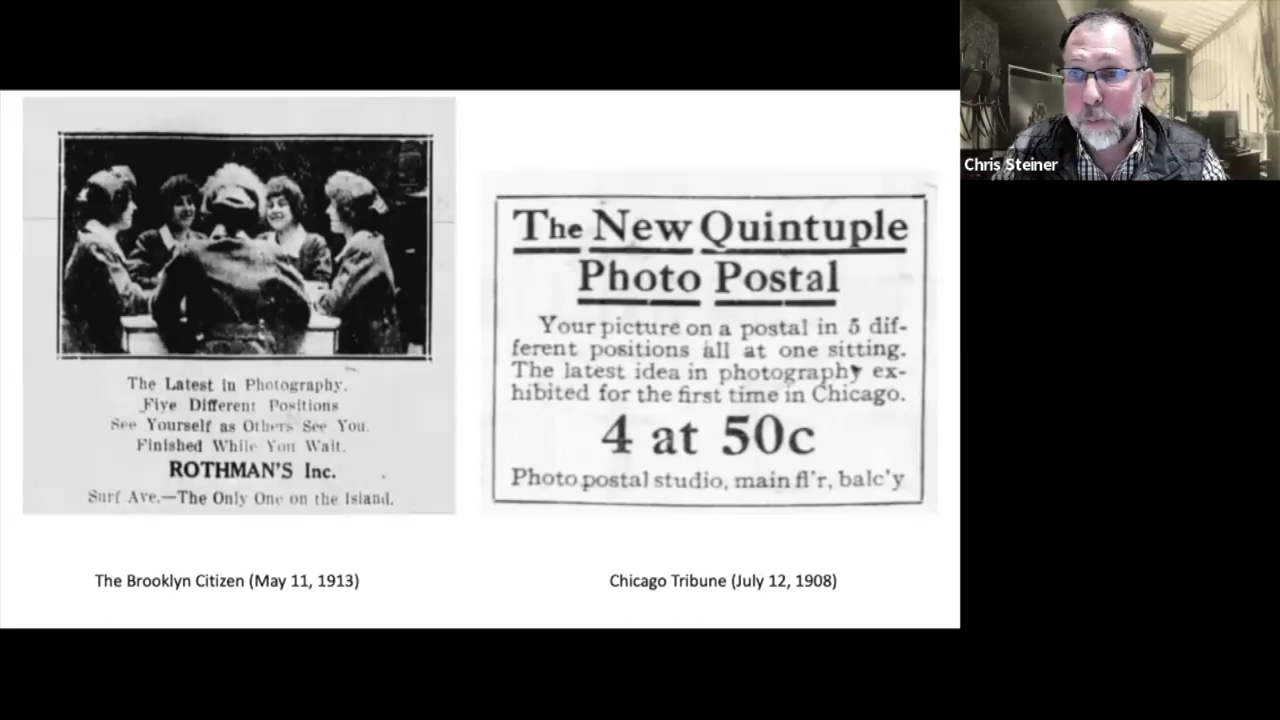 The Latest in Photography.
Five Different Positions
See Yourself as Others See You.
Finished While You Wait.
ROTHMAN'S Inc.
Surf Ave.—The Only One on the Island.
The Brooklyn Citizen (May 11, 1913)
The New Quintuple
Photo Postal
Your picture on a postal in 5 dif-
ferent positions all at one sitting.
The latest idea in photography ex-
hibited for the first time in Chicago.
4 at 50c
Photo postal studio, main fl'r, balc'y
Chicago Tribune (July 12, 1908)
Chris Steiner